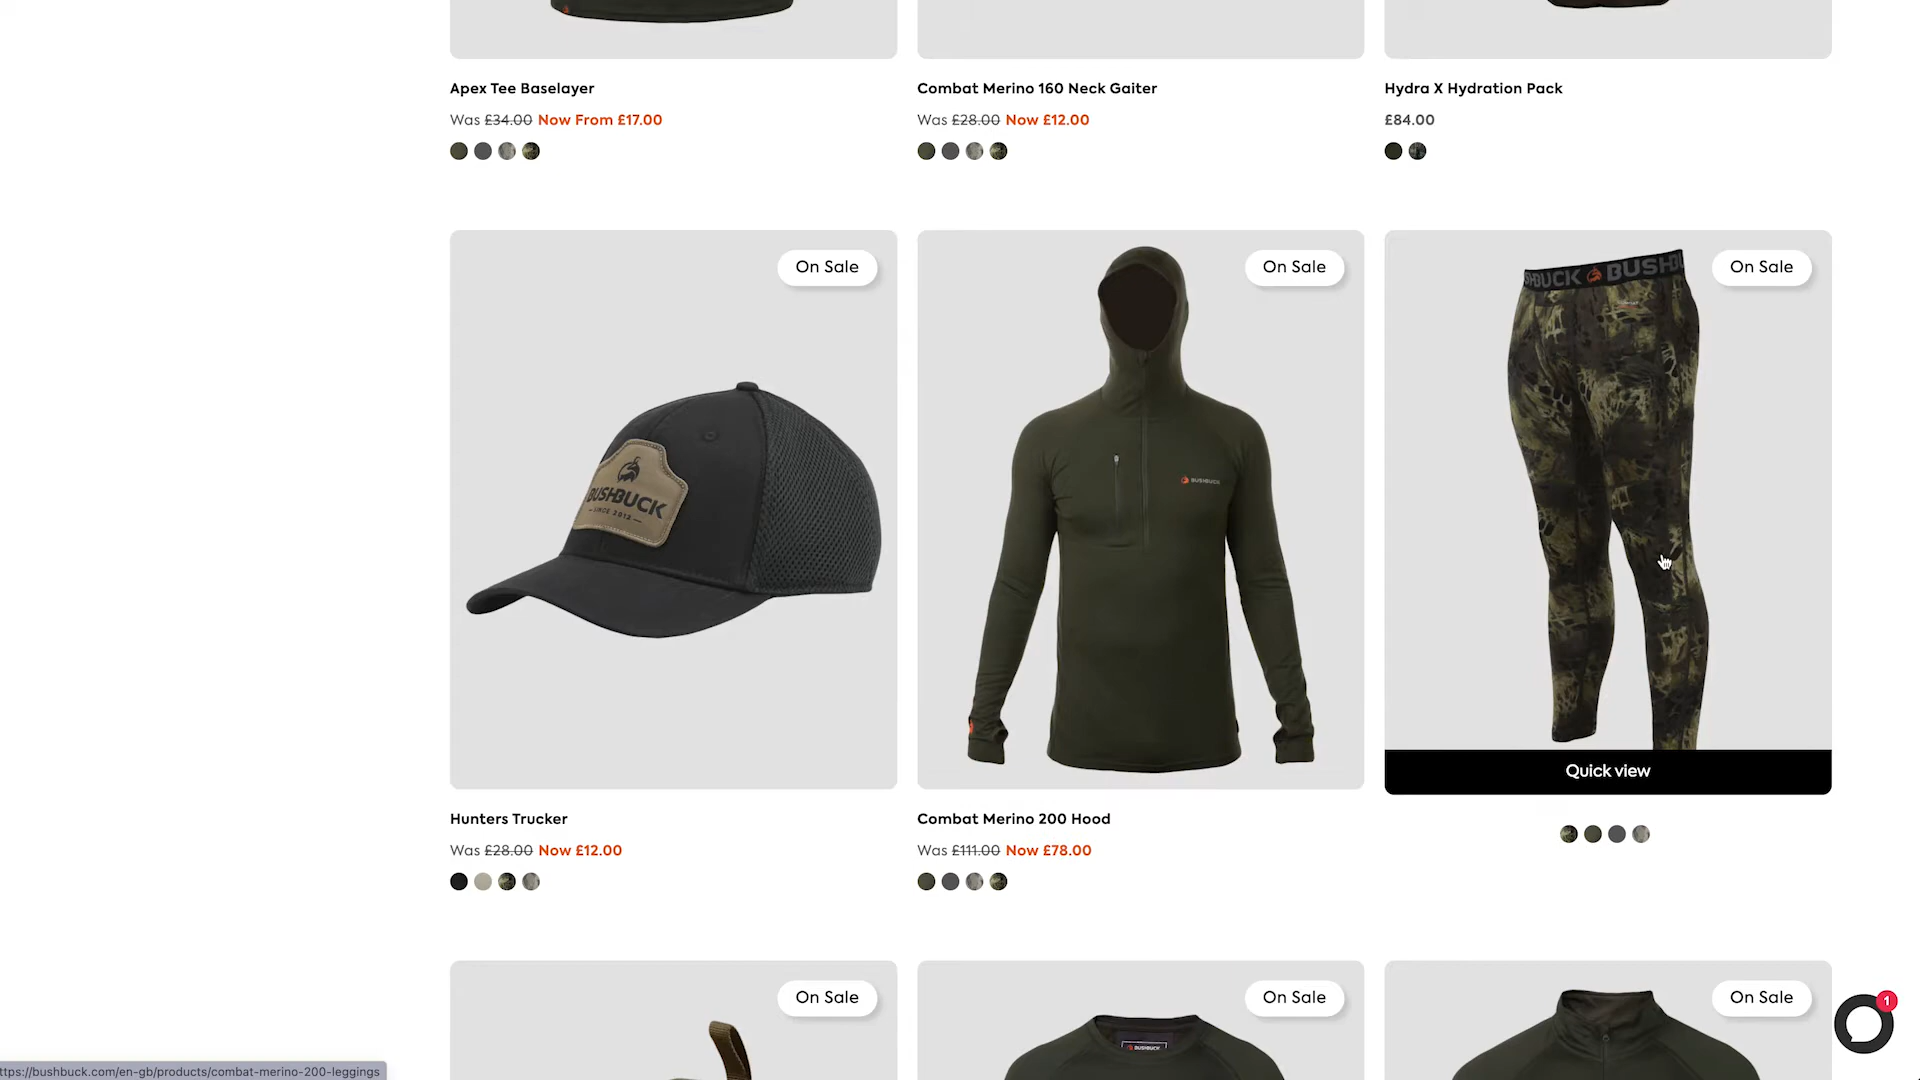 Apex Tee Baselayer
Was £34.00 Now From £17.00
Combat Merino 160 Neck Gaiter
Was £28.00 Now £12.00
Hydra X Hydration Pack
£84.00
On Sale
BUSHBUCK
SINCE 2012
On Sale
BUSHBUCK
On Sale
BUSHBUCK
Quick view
Hunters Trucker
Was £28.00 Now £12.00
Combat Merino 200 Hood
Was £111.00 Now £78.00
On Sale
On Sale
BUSHBUCK
On Sale
1
ttps://bushbuck.com/en-gb/products/combat-merino-200-leggings